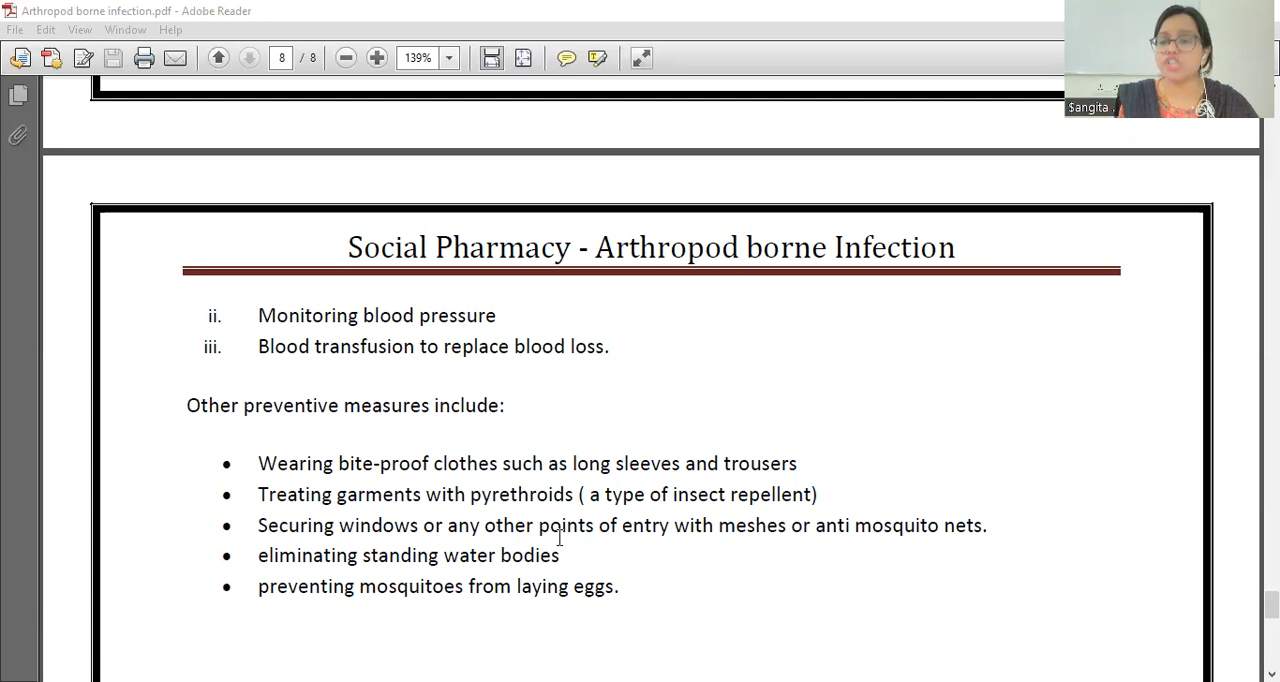 Arthropod borne infection.pdf - Adobe Reader
File Edit View Window Help
8 / 8 139%
Sangita
Social Pharmacy - Arthropod borne Infection
ii. Monitoring blood pressure
iii. Blood transfusion to replace blood loss.
Other preventive measures include:
• Wearing bite-proof clothes such as long sleeves and trousers
• Treating garments with pyrethroids ( a type of insect repellent)
• Securing windows or any other points of entry with meshes or anti mosquito nets.
• eliminating standing water bodies
• preventing mosquitoes from laying eggs.